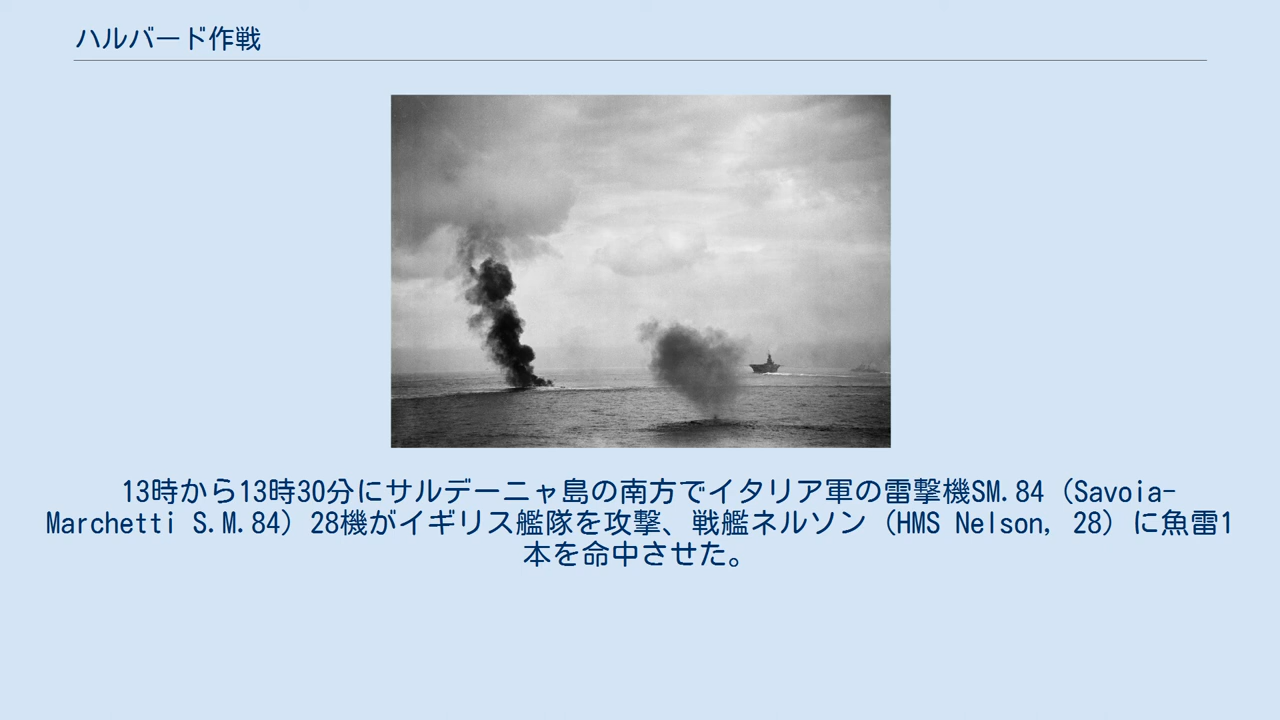 ハルバード作戦
13時から13時30分にサルデーニャ島の南方でイタリア軍の雷撃機SM.84（Savoia-
Marchetti S.M.84）28機がイギリス艦隊を攻撃、戦艦ネルソン（HMS Nelson, 28）に魚雷1
本を命中させた。